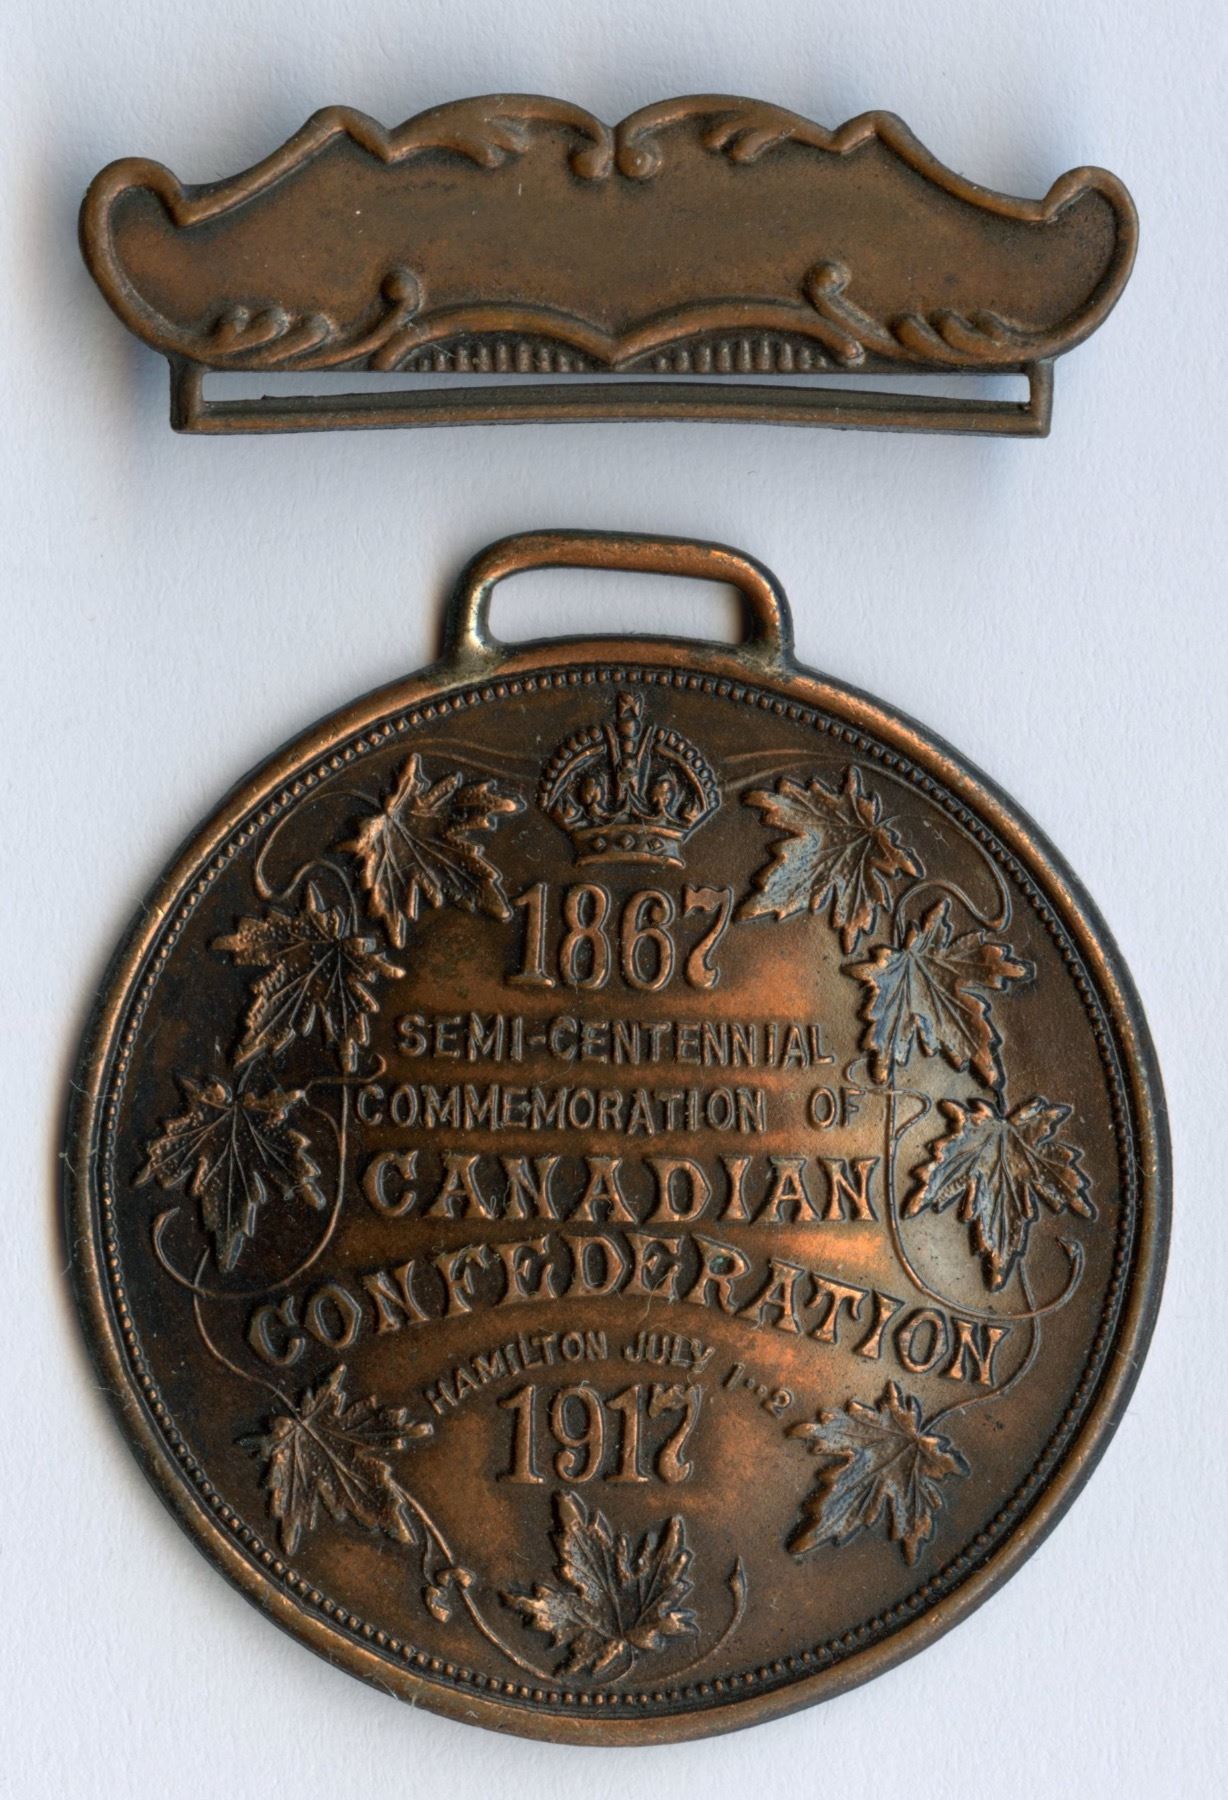 1867
SEMI-CENTENNIAL
COMMEMORATION OF
CANADIAN
CONFEDERATION
HAMILTON JULY 1··2
1917